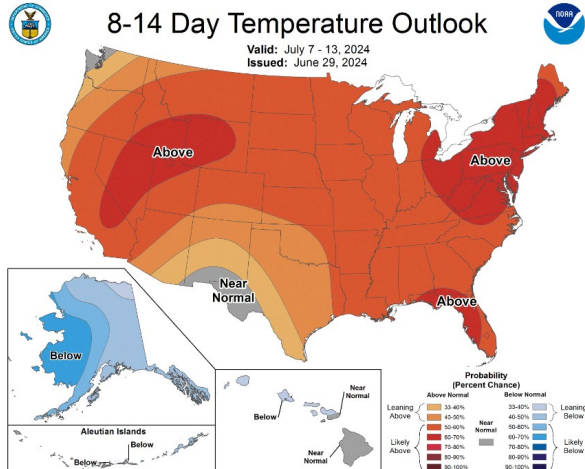 8-14 Day Temperature Outlook
Valid: July 7 - 13, 2024
Issued: June 29, 2024
NOAA
Above
Above
Near
Normal
Above
Below
Aleutian Islands
Below
Below
Below
Near
Normal
Near
Normal
Probability
(Percent Chance)
Above Normal
Below Normal
Leaning
Above
Likely
Above
33-40%
40-50%
50-60%
60-70%
70-80%
80-90%
90-100%
Near
Normal
33-40%
40-50%
50-60%
60-70%
70-80%
80-90%
90-100%
Leaning
Below
Likely
Below